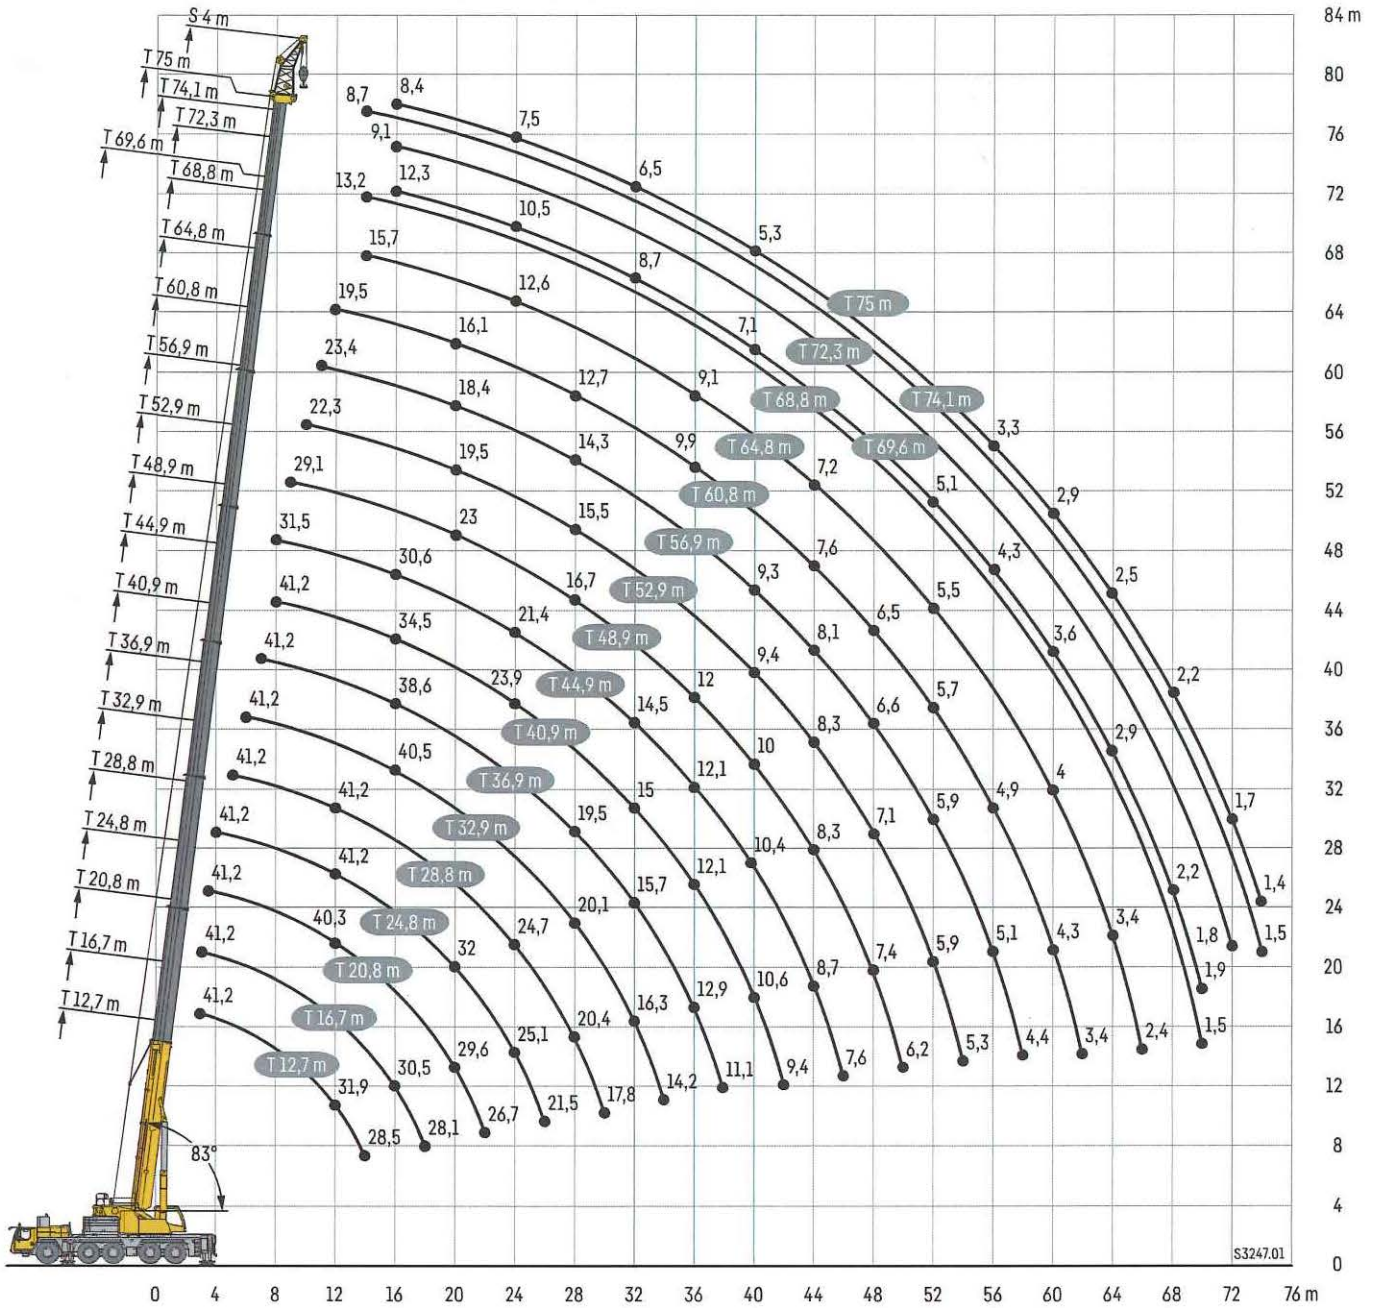 S 4 m 84 m
T 75 m 80
T 74,1 m 8,7 8,4
T 72,3 m 7,5
T 69,6 m 9,1 76
T 68,8 m 13,2 12,3 6,5 72
10,5
T 64,8 m 15,7 5,3
8,7 68
T 60,8 m 19,5 12,6 T 75 m
16,1 7,1 64
T 56,9 m 23,4 T 72,3 m
18,4 12,7 9,1 60
T 52,9 m 22,3 T 68,8 m T 74,1 m
19,5 14,3 9,9 T 64,8 m T 69,6 m 3,3 56
T 48,9 m 29,1 7,2
T 60,8 m 5,1 2,9 52
T 44,9 m 31,5 23 15,5 T 56,9 m
30,6 7,6 4,3 48
T 40,9 m 41,2 16,7 T 52,9 m 9,3 2,5
34,5 21,4 T 48,9 m 6,5 5,5 44
T 36,9 m 41,2 8,1 3,6
38,6 23,9 T 44,9 m 12 9,4 2,2 40
T 32,9 m 41,2 T 40,9 m 14,5 6,6 5,7
41,2 40,5 8,3 2,9 36
T 28,8 m T 36,9 m 12,1 10 4
41,2 19,5 15 4,9 1,7 32
T 24,8 m 41,2 T 32,9 m 7,1 5,9
T 28,8 m 10,4 8,3 28
T 20,8 m 41,2 41,2 15,7 12,1 2,2 1,4
T 24,8 m 20,1 3,4 24
T 16,7 m 41,2 40,3 32 24,7 7,4 5,9 5,1 4,3 1,8 1,5
T 20,8 m 12,9 10,6 8,7 1,9 20
T 12,7 m 41,2 T 16,7 m 20,4 16,3
29,6 25,1 6,2 5,3 4,4 3,4 2,4 1,5 16
T 12,7 m 30,5 14,2 11,1 9,4 7,6
31,9 26,7 21,5 17,8 12
28,5 28,1
83° 8
4
S3247.01 0
0 4 8 12 16 20 24 28 32 36 40 44 48 52 56 60 64 68 72 76 m